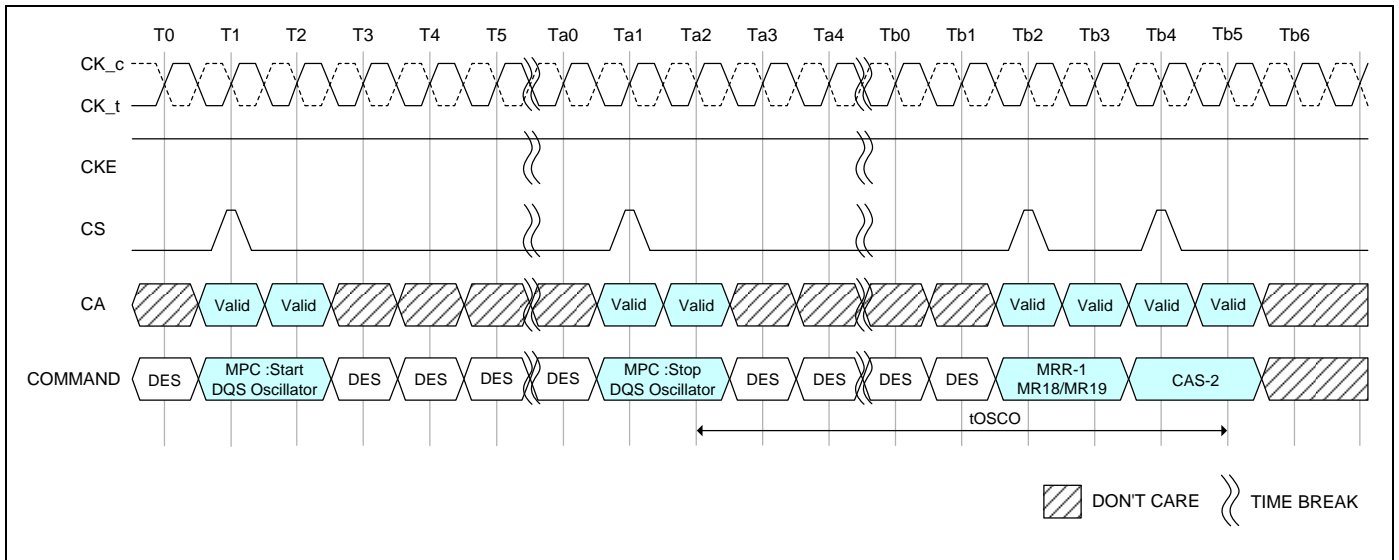 T0 T1 T2 T3 T4 T5 Ta0 Ta1 Ta2 Ta3 Ta4 Tb0 Tb1 Tb2 Tb3 Tb4 Tb5 Tb6
CK_c
CK_t
CKE
CS
CA Valid Valid Valid Valid Valid Valid Valid Valid
COMMAND DES MPC :Start DES DES DES DES MPC :Stop DES DES DES DES MRR-1 CAS-2
DQS Oscillator DQS Oscillator MR18/MR19
tOSCO
DON'T CARE TIME BREAK